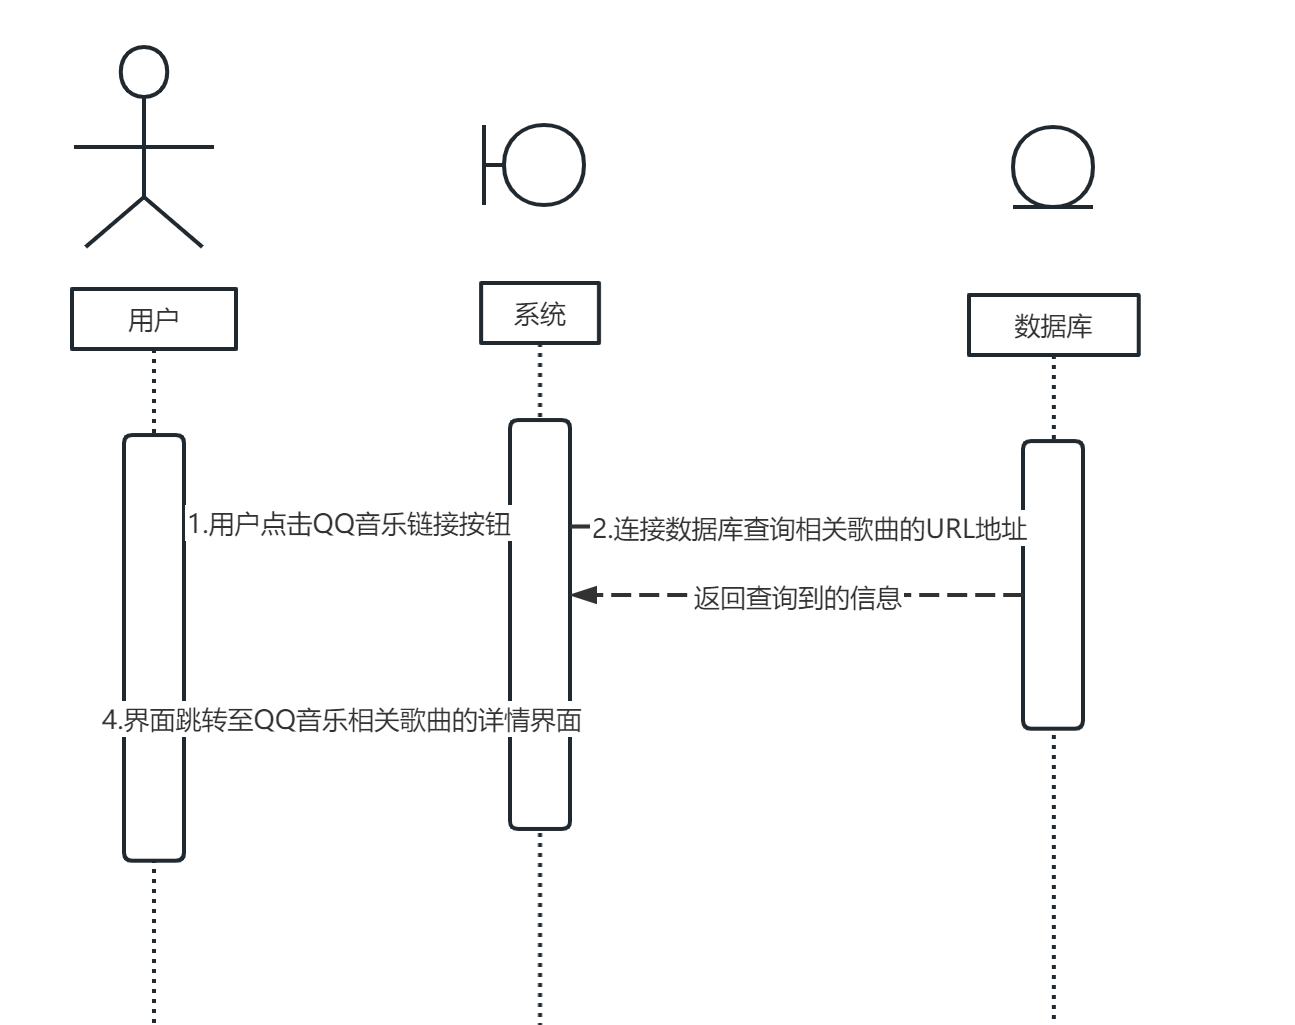 用户
系统
数据库
1.用户点击QQ音乐链接按钮
2.连接数据库查询相关歌曲的URL地址
返回查询到的信息
4.界面跳转至QQ音乐相关歌曲的详情界面